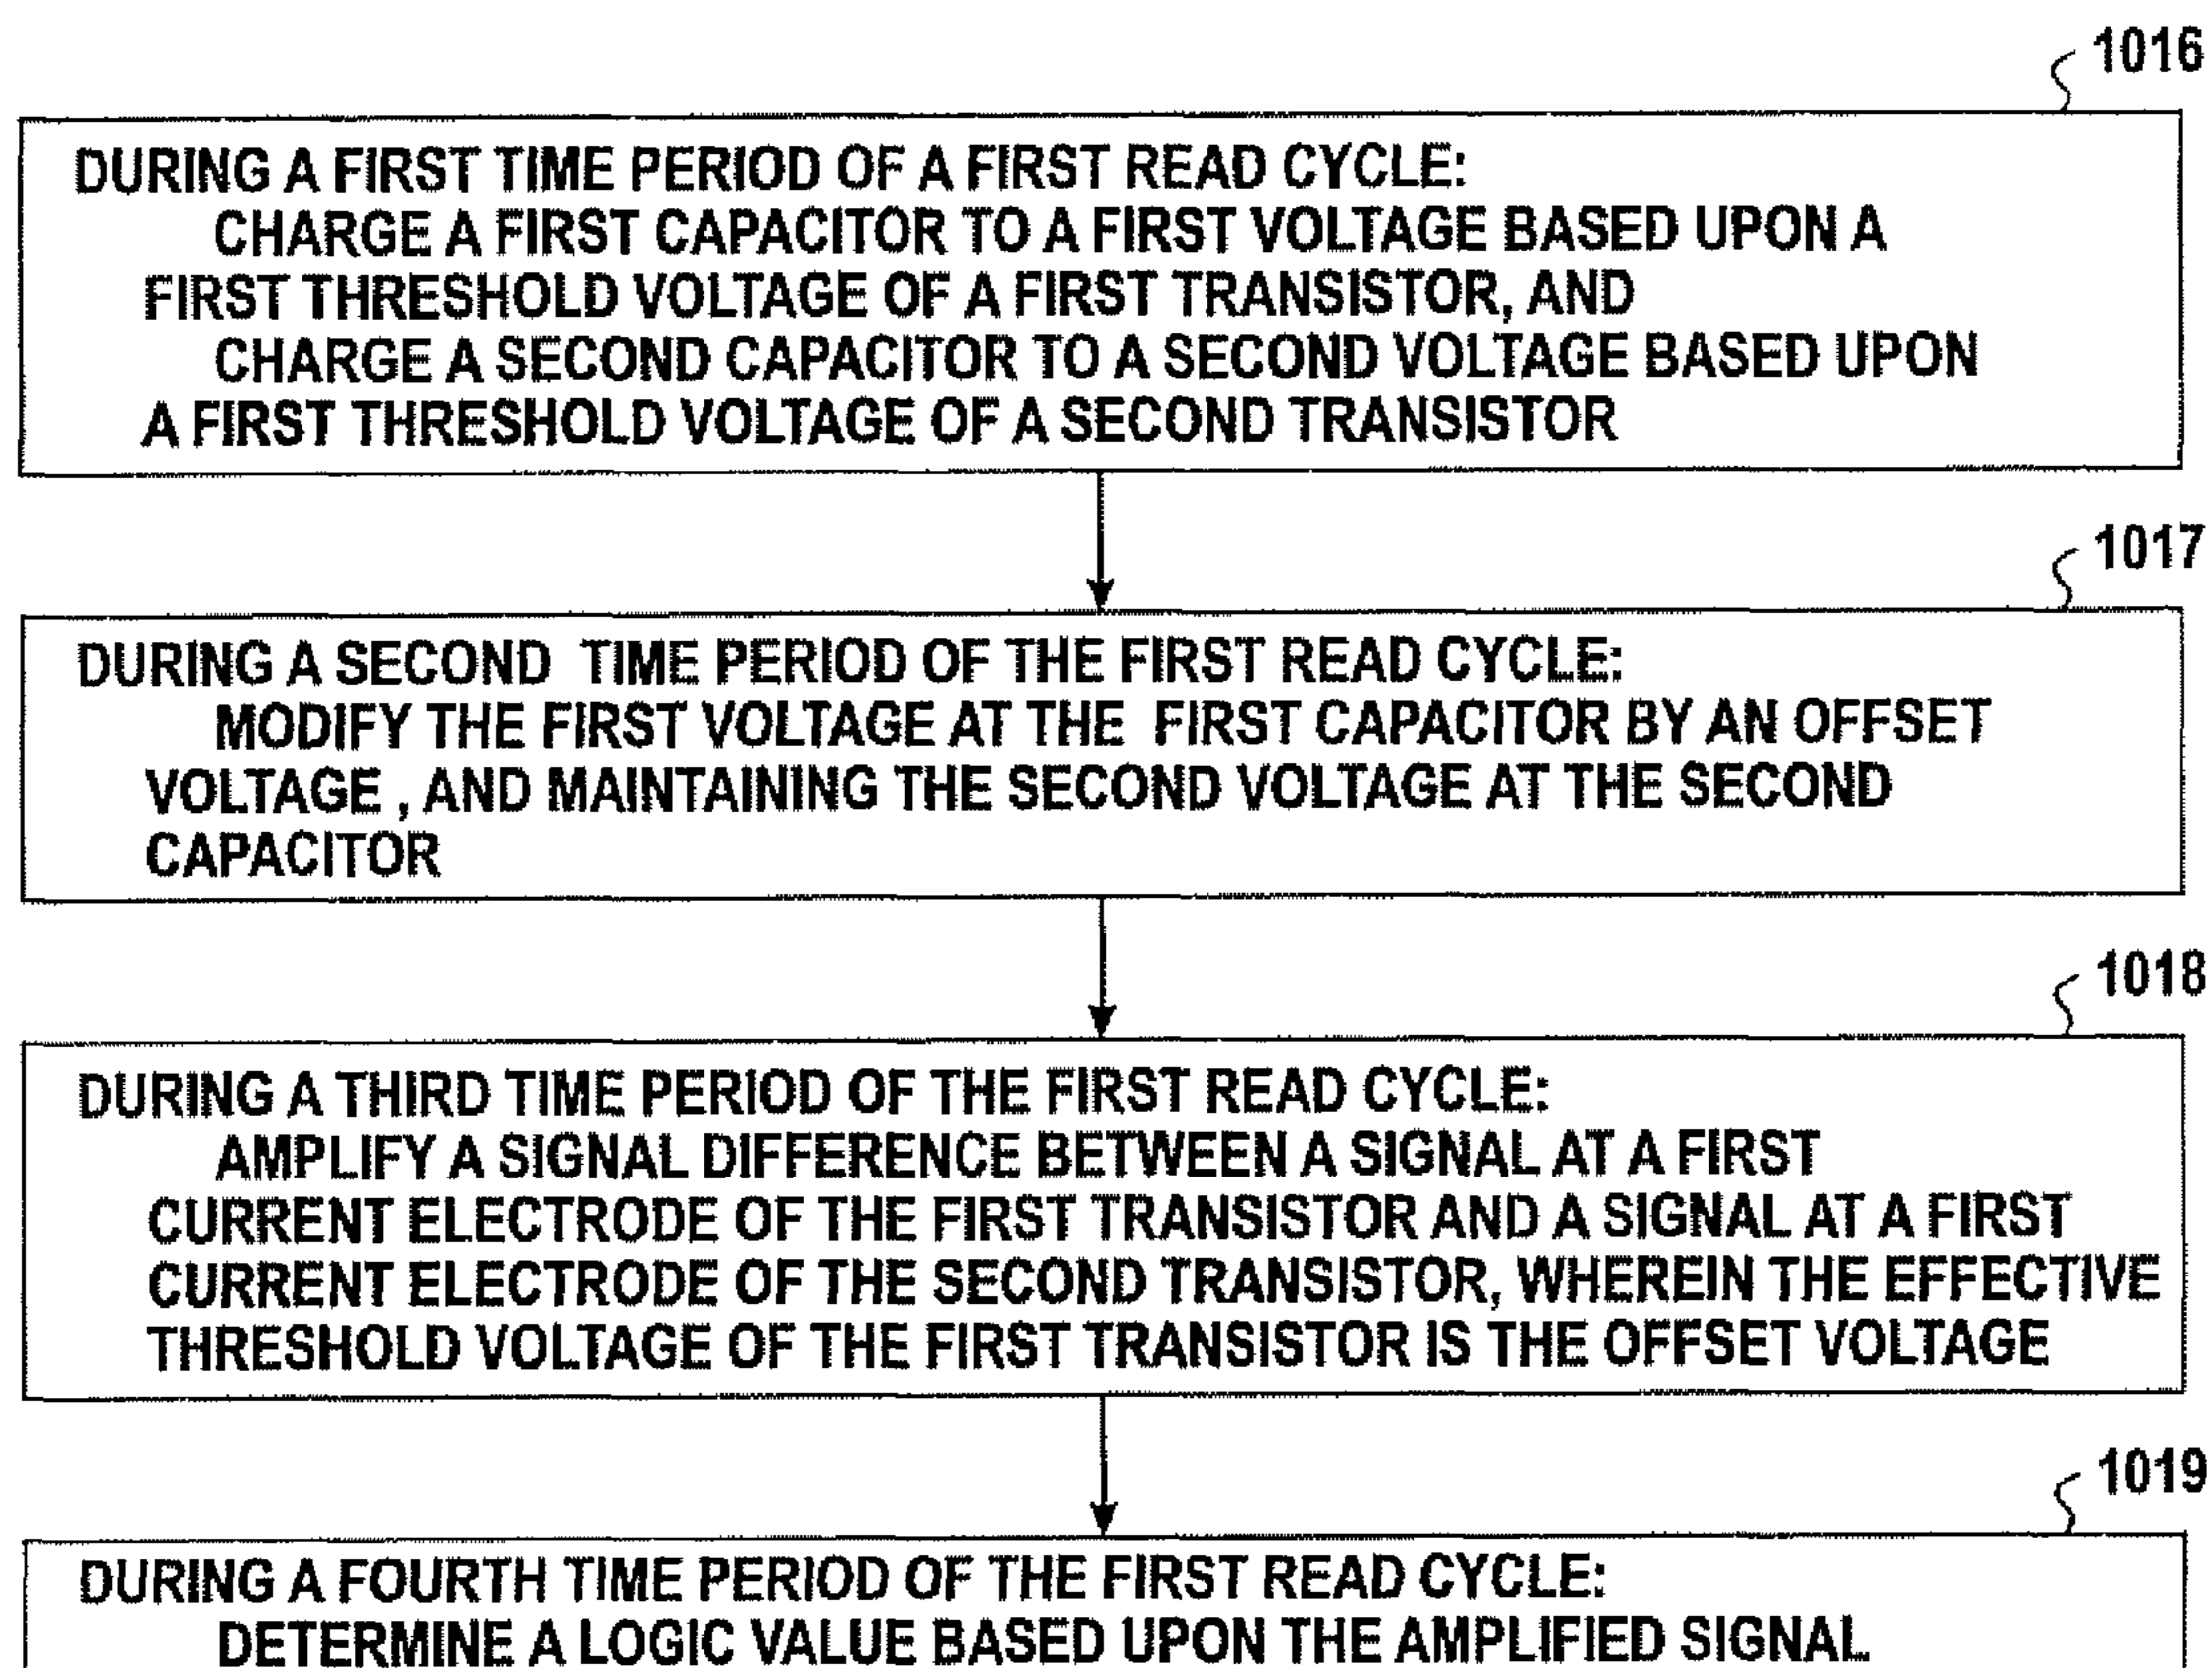 1016
DURING A FIRST TIME PERIOD OF A FIRST READ CYCLE:
CHARGE A FIRST CAPACITOR TO A FIRST VOLTAGE BASED UPON A
FIRST THRESHOLD VOLTAGE OF A FIRST TRANSISTOR, AND
CHARGE A SECOND CAPACITOR TO A SECOND VOLTAGE BASED UPON
A FIRST THRESHOLD VOLTAGE OF A SECOND TRANSISTOR
1017
DURING A SECOND TIME PERIOD OF THE FIRST READ CYCLE:
MODIFY THE FIRST VOLTAGE AT THE FIRST CAPACITOR BY AN OFFSET
VOLTAGE , AND MAINTAINING THE SECOND VOLTAGE AT THE SECOND
CAPACITOR
1018
DURING A THIRD TIME PERIOD OF THE FIRST READ CYCLE:
AMPLIFY A SIGNAL DIFFERENCE BETWEEN A SIGNAL AT A FIRST
CURRENT ELECTRODE OF THE FIRST TRANSISTOR AND A SIGNAL AT A FIRST
CURRENT ELECTRODE OF THE SECOND TRANSISTOR, WHEREIN THE EFFECTIVE
THRESHOLD VOLTAGE OF THE FIRST TRANSISTOR IS THE OFFSET VOLTAGE
1019
DURING A FOURTH TIME PERIOD OF THE FIRST READ CYCLE:
DETERMINE A LOGIC VALUE BASED UPON THE AMPLIFIED SIGNAL